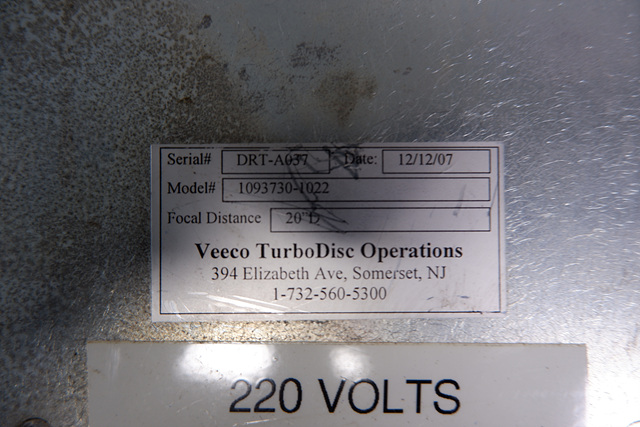 Serial# DRT-A037 Date: 12/12/07
Model# 1093730-1022
Focal Distance 20"D
Veeco TurboDisc Operations
394 Elizabeth Ave, Somerset, NJ
1-732-560-5300
220 VOLTS